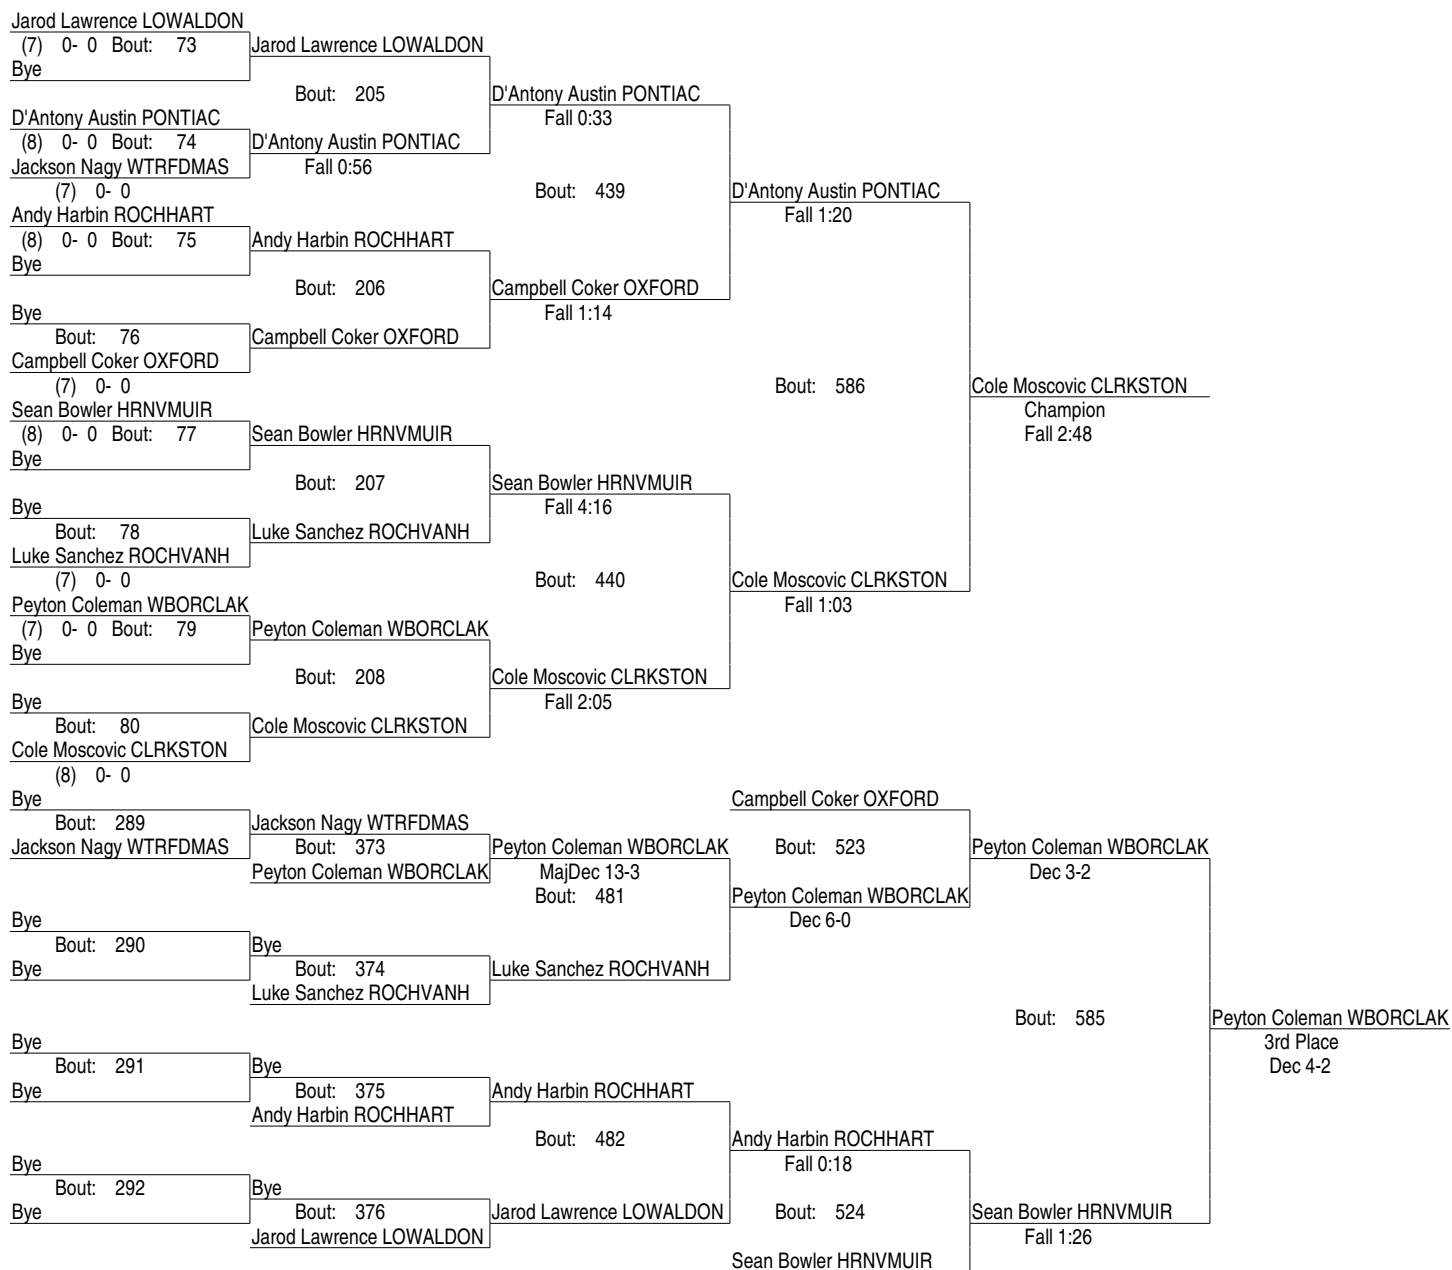 Jarod Lawrence LOWALDON
(7) 0- 0 Bout: 73 Jarod Lawrence LOWALDON
Bye
Bout: 205 D'Antony Austin PONTIAC
D'Antony Austin PONTIAC Fall 0:33
(8) 0- 0 Bout: 74 D'Antony Austin PONTIAC
Jackson Nagy WTRFDMAS Fall 0:56
(7) 0- 0 Bout: 439 D'Antony Austin PONTIAC
Andy Harbin ROCHHART Fall 1:20
(8) 0- 0 Bout: 75 Andy Harbin ROCHHART
Bye
Bout: 206 Campbell Coker OXFORD
Bye Fall 1:14
Bout: 76 Campbell Coker OXFORD
Campbell Coker OXFORD
(7) 0- 0 Bout: 586 Cole Moscovic CLRKSTON
Sean Bowler HRNVMUIR Champion
(8) 0- 0 Bout: 77 Sean Bowler HRNVMUIR Fall 2:48
Bye
Bout: 207 Sean Bowler HRNVMUIR
Bye Fall 4:16
Bout: 78 Luke Sanchez ROCHVANH
Luke Sanchez ROCHVANH
(7) 0- 0 Bout: 440 Cole Moscovic CLRKSTON
Peyton Coleman WBORCLAK Fall 1:03
(7) 0- 0 Bout: 79 Peyton Coleman WBORCLAK
Bye
Bout: 208 Cole Moscovic CLRKSTON
Bye Fall 2:05
Bout: 80 Cole Moscovic CLRKSTON
Cole Moscovic CLRKSTON
(8) 0- 0
Bye Campbell Coker OXFORD
Bout: 289 Jackson Nagy WTRFDMAS
Jackson Nagy WTRFDMAS Bout: 373 Peyton Coleman WBORCLAK Bout: 523 Peyton Coleman WBORCLAK
Peyton Coleman WBORCLAK MajDec 13-3 Dec 3-2
Bout: 481 Peyton Coleman WBORCLAK
Bye Dec 6-0
Bout: 290 Bye
Bye Bout: 374 Luke Sanchez ROCHVANH
Luke Sanchez ROCHVANH
Bout: 585 Peyton Coleman WBORCLAK
Bye 3rd Place
Bout: 291 Bye Dec 4-2
Bye Bout: 375 Andy Harbin ROCHHART
Andy Harbin ROCHHART
Bout: 482 Andy Harbin ROCHHART
Bye Fall 0:18
Bout: 292 Bye
Bye Bout: 376 Jarod Lawrence LOWALDON Bout: 524 Sean Bowler HRNVMUIR
Jarod Lawrence LOWALDON Fall 1:26
Sean Bowler HRNVMUIR